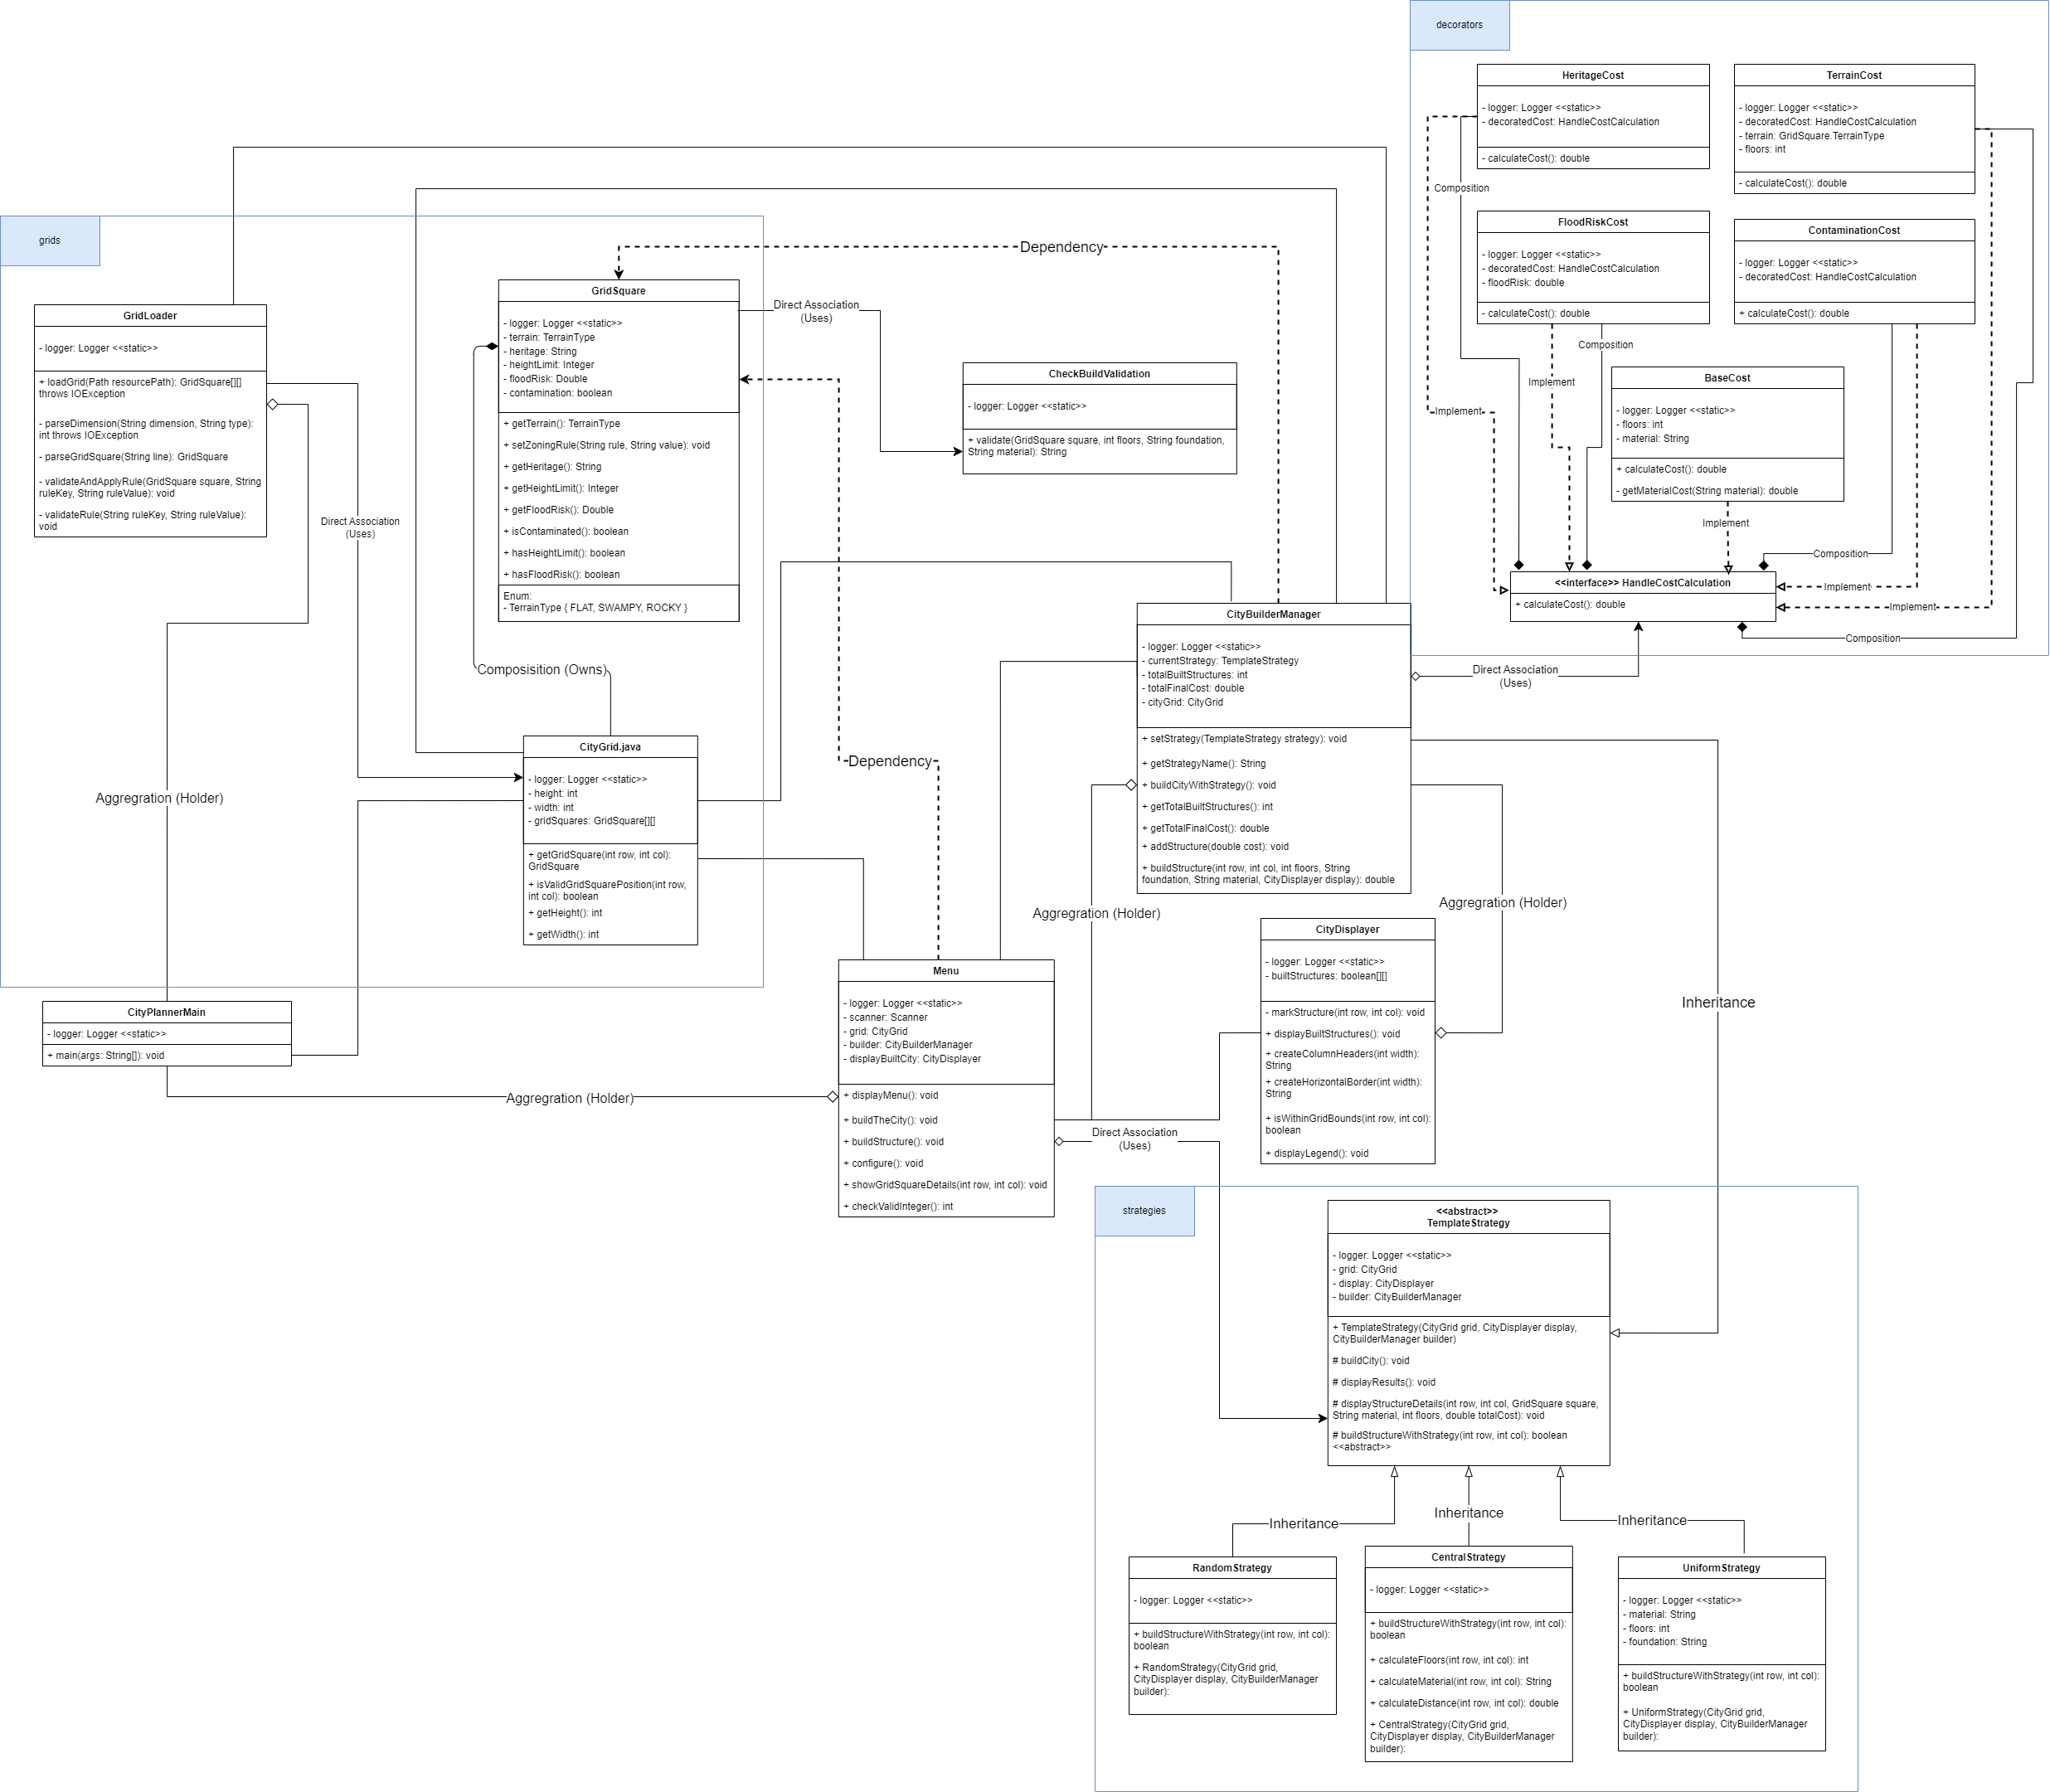 decorators
HeritageCost
- logger: Logger <<static>>
- decoratedCost: HandleCostCalculation
- calculateCost(): double
TerrainCost
- logger: Logger <<static>>
- decoratedCost: HandleCostCalculation
- terrain: GridSquare.TerrainType
- floors: int
- calculateCost(): double
Composition
FloodRiskCost
- logger: Logger <<static>>
- decoratedCost: HandleCostCalculation
- floodRisk: double
- calculateCost(): double
ContaminationCost
- logger: Logger <<static>>
- decoratedCost: HandleCostCalculation
+ calculateCost(): double
Composition
Implement
Implement
BaseCost
- logger: Logger <<static>>
- floors: int
- material: String
+ calculateCost(): double
- getMaterialCost(String material): double
Implement
Composition
<<interface>> HandleCostCalculation
+ calculateCost(): double
Implement
Implement
Composition
Direct Association
(Uses)
grids
GridLoader
- logger: Logger <<static>>
+ loadGrid(Path resourcePath): GridSquare[][]
throws IOException
- parseDimension(String dimension, String type):
int throws IOException
- parseGridSquare(String line): GridSquare
- validateAndApplyRule(GridSquare square, String
ruleKey, String ruleValue): void
- validateRule(String ruleKey, String ruleValue):
void
Direct Association
(Uses)
Dependency
GridSquare
- logger: Logger <<static>>
- terrain: TerrainType
- heritage: String
- heightLimit: Integer
- floodRisk: Double
- contamination: boolean
+ getTerrain(): TerrainType
+ setZoningRule(String rule, String value): void
+ getHeritage(): String
+ getHeightLimit(): Integer
+ getFloodRisk(): Double
+ isContaminated(): boolean
+ hasHeightLimit(): boolean
+ hasFloodRisk(): boolean
Enum:
- TerrainType { FLAT, SWAMPY, ROCKY }
Direct Association
(Uses)
CheckBuildValidation
- logger: Logger <<static>>
+ validate(GridSquare square, int floors, String foundation,
String material): String
Composisition (Owns)
CityGrid.java
- logger: Logger <<static>>
- height: int
- width: int
- gridSquares: GridSquare[][]
+ getGridSquare(int row, int col):
GridSquare
+ isValidGridSquarePosition(int row,
int col): boolean
+ getHeight(): int
+ getWidth(): int
Aggregration (Holder)
Dependency
CityBuilderManager
- logger: Logger <<static>>
- currentStrategy: TemplateStrategy
- totalBuiltStructures: int
- totalFinalCost: double
- cityGrid: CityGrid
+ setStrategy(TemplateStrategy strategy): void
+ getStrategyName(): String
+ buildCityWithStrategy(): void
+ getTotalBuiltStructures(): int
+ getTotalFinalCost(): double
+ addStructure(double cost): void
+ buildStructure(int row, int col, int floors, String
foundation, String material, CityDisplayer display): double
Aggregration (Holder)
Aggregration (Holder)
Inheritance
CityDisplayer
- logger: Logger <<static>>
- builtStructures: boolean[][]
- markStructure(int row, int col): void
+ displayBuiltStructures(): void
+ createColumnHeaders(int width):
String
+ createHorizontalBorder(int width):
String
+ isWithinGridBounds(int row, int col):
boolean
+ displayLegend(): void
CityPlannerMain
- logger: Logger <<static>>
+ main(args: String[]): void
Aggregration (Holder)
Menu
- logger: Logger <<static>>
- scanner: Scanner
- grid: CityGrid
- builder: CityBuilderManager
- displayBuiltCity: CityDisplayer
+ displayMenu(): void
+ buildTheCity(): void
+ buildStructure(): void
+ configure(): void
+ showGridSquareDetails(int row, int col): void
+ checkValidInteger(): int
Direct Association
(Uses)
strategies
<<abstract>>
TemplateStrategy
- logger: Logger <<static>>
- grid: CityGrid
- display: CityDisplayer
- builder: CityBuilderManager
+ TemplateStrategy(CityGrid grid, CityDisplayer display,
CityBuilderManager builder)
# buildCity(): void
# displayResults(): void
# displayStructureDetails(int row, int col, GridSquare square,
String material, int floors, double totalCost): void
# buildStructureWithStrategy(int row, int col): boolean
<<abstract>>
Inheritance
Inheritance
Inheritance
RandomStrategy
- logger: Logger <<static>>
+ buildStructureWithStrategy(int row, int col):
boolean
+ RandomStrategy(CityGrid grid,
CityDisplayer display, CityBuilderManager
builder):
CentralStrategy
- logger: Logger <<static>>
+ buildStructureWithStrategy(int row, int col):
boolean
+ calculateFloors(int row, int col): int
+ calculateMaterial(int row, int col): String
+ calculateDistance(int row, int col): double
+ CentralStrategy(CityGrid grid,
CityDisplayer display, CityBuilderManager
builder):
UniformStrategy
- logger: Logger <<static>>
- material: String
- floors: int
- foundation: String
+ buildStructureWithStrategy(int row, int col):
boolean
+ UniformStrategy(CityGrid grid,
CityDisplayer display, CityBuilderManager
builder):